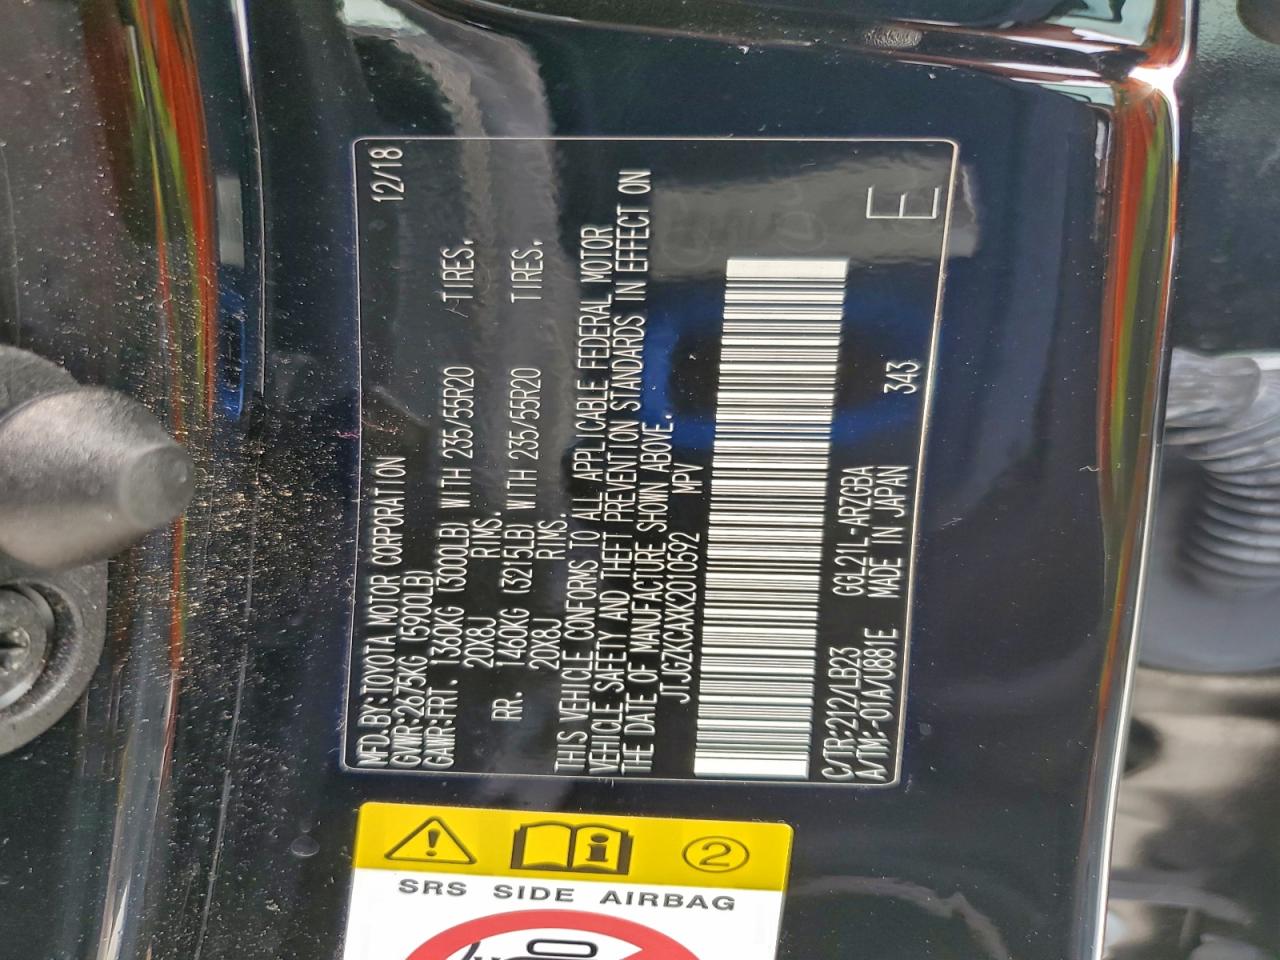 MFD.BY:TOYOTA MOTOR CORPORATION 12/18
GVWR:2675KG (5900LB)
GAWR:FRT. 1360KG (3000LB) WITH 235/55R20 TIRES,
20X8J RIMS.
RR. 1460KG (3215LB) WITH 235/55R20 TIRES,
20X8J RIMS.
THIS VEHICLE CONFORMS TO ALL APPLICABLE FEDERAL MOTOR
VEHICLE SAFETY AND THEFT PREVENTION STANDARDS IN EFFECT ON
THE DATE OF MANUFACTURE SHOWN ABOVE.
JTJGZKCAXK2010592 MPV
C/TR:212/LB23 GGL21L-ARZGBA 343
A/TM:-01A/U881E MADE IN JAPAN
E
2
SRS SIDE AIRBAG